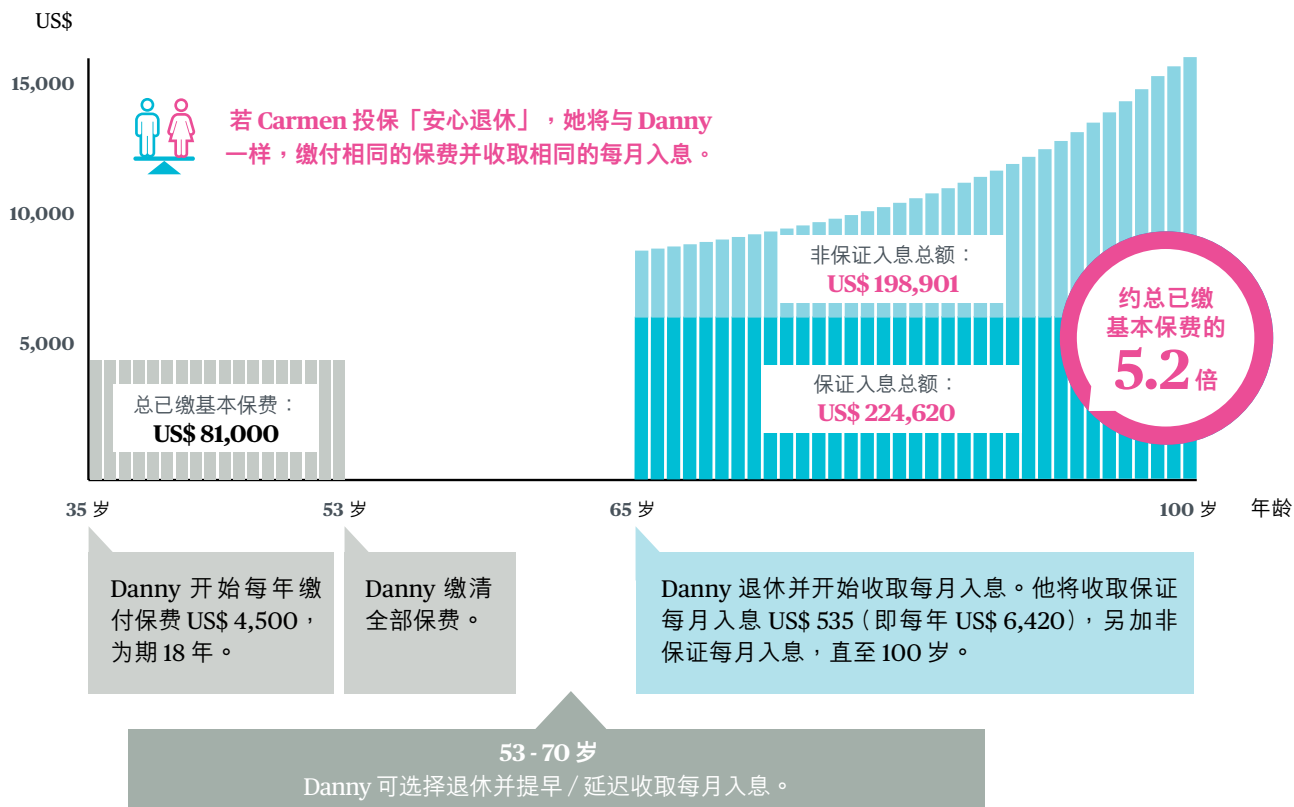 US$
15,000
10,000
5,000
若 Carmen 投保「安心退休」，她将与 Danny
一样，缴付相同的保费并收取相同的每月入息。
非保证入息总额：
US$ 198,901
保证入息总额：
US$ 224,620
约总已缴
基本保费的
5.2 倍
总已缴基本保费：
US$ 81,000
35 岁
53 岁
65 岁
100 岁
年龄
Danny 开始每年缴
付保费 US$ 4,500，
为期 18 年。
Danny 缴清
全部保费。
Danny 退休并开始收取每月入息。他将收取保证
每月入息 US$ 535（即每年 US$ 6,420），另加非
保证每月入息，直至 100 岁。
53 - 70 岁
Danny 可选择退休并提早 / 延迟收取每月入息。